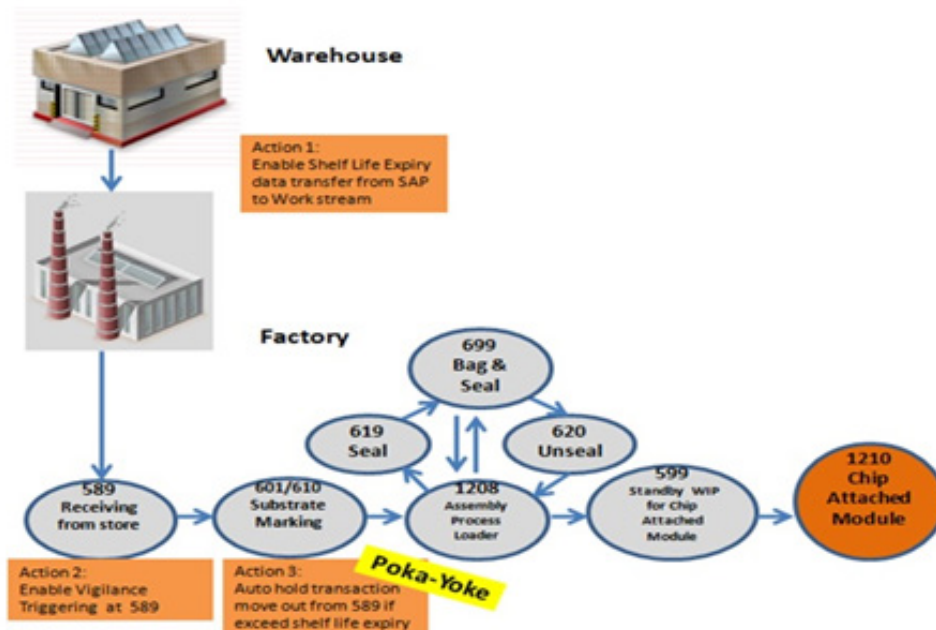 Warehouse
Action 1:
Enable Shelf Life Expiry
data transfer from SAP
to Work stream
Factory
699
Bag &
Seal
619
Seal
620
Unseal
589
Receiving
from store
601/610
Substrate
Marking
1208
Assembly
Process
Loader
599
Standby WIP
for Chip
Attached
Module
1210
Chip
Attached
Module
Action 2:
Enable Vigilance
Triggering at 589
Action 3:
Auto hold transaction
move out from 589 if
exceed shelf life expiry
Poka-Yoke